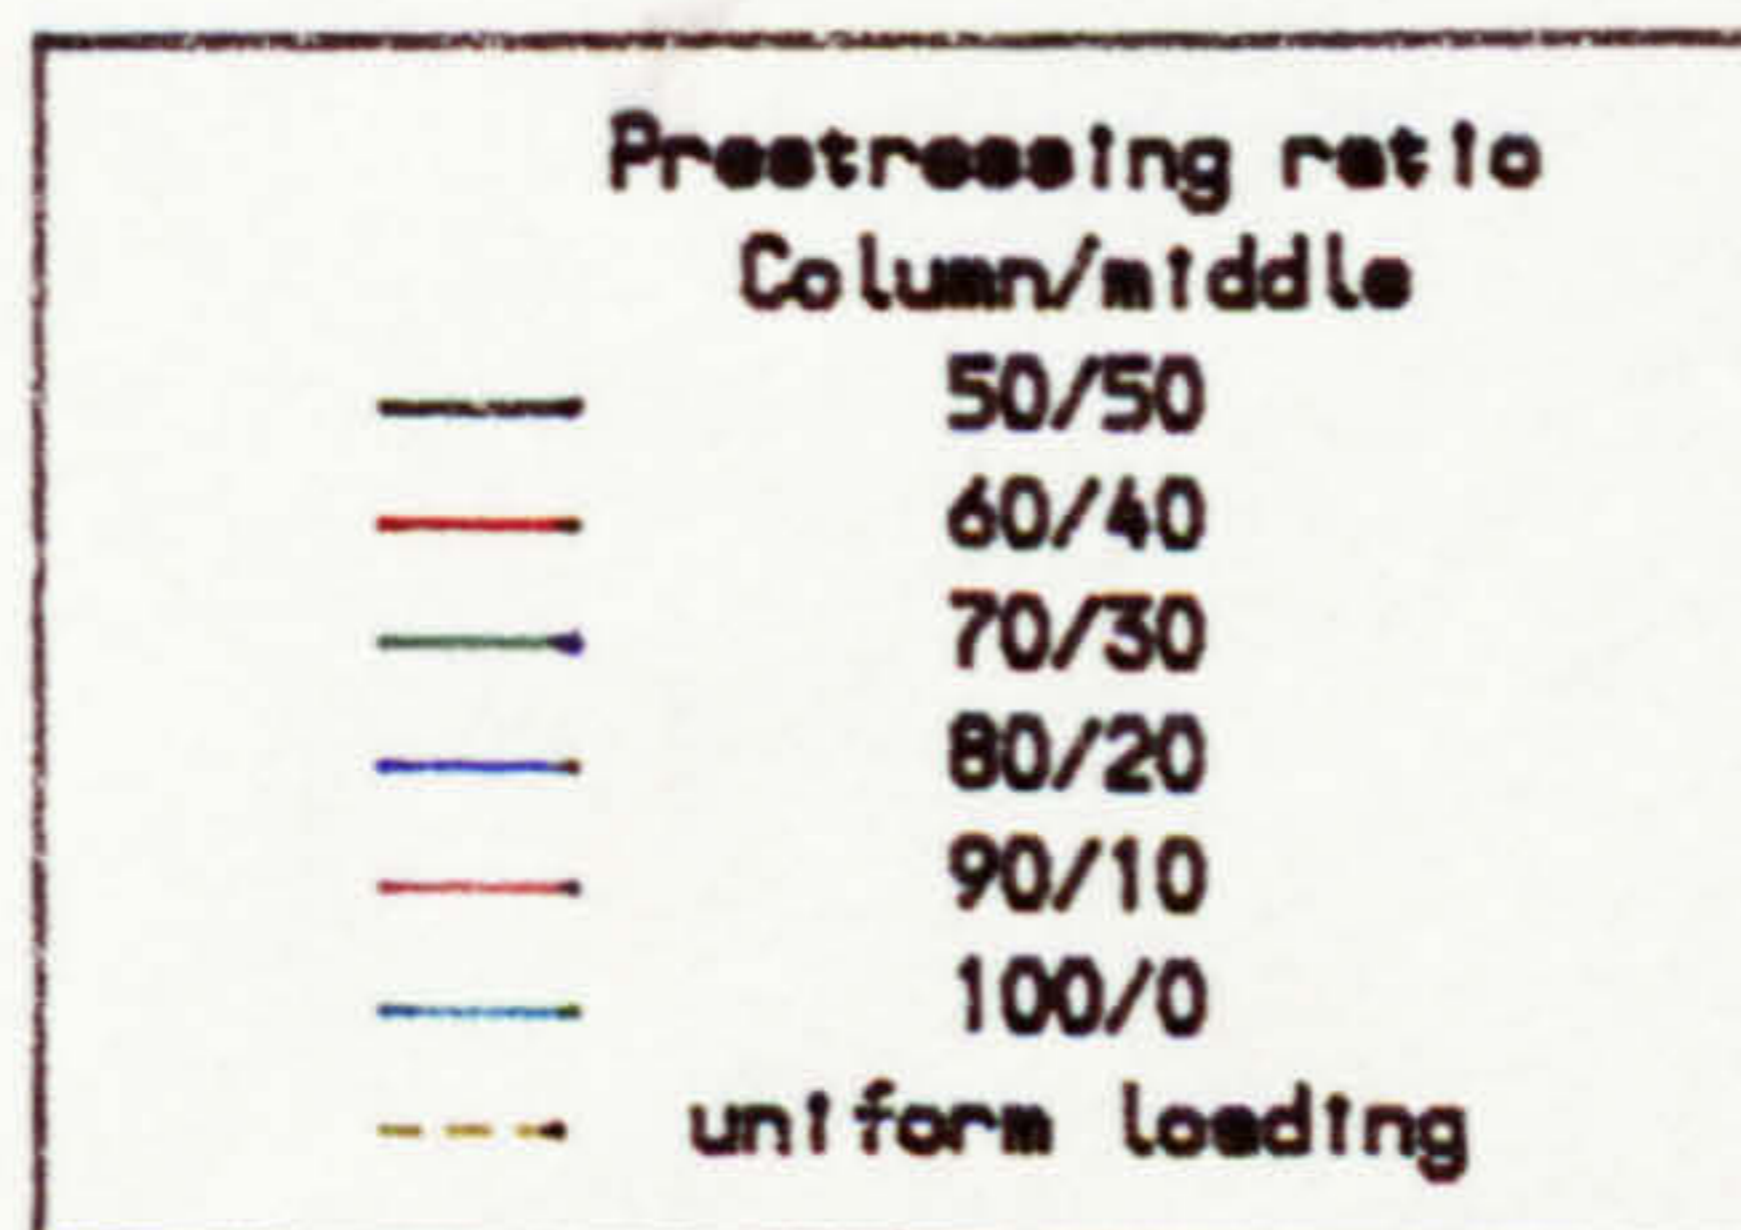 Prestressing ratio
Column/middle
50/50
60/40
70/30
80/20
90/10
100/0
uniform loading